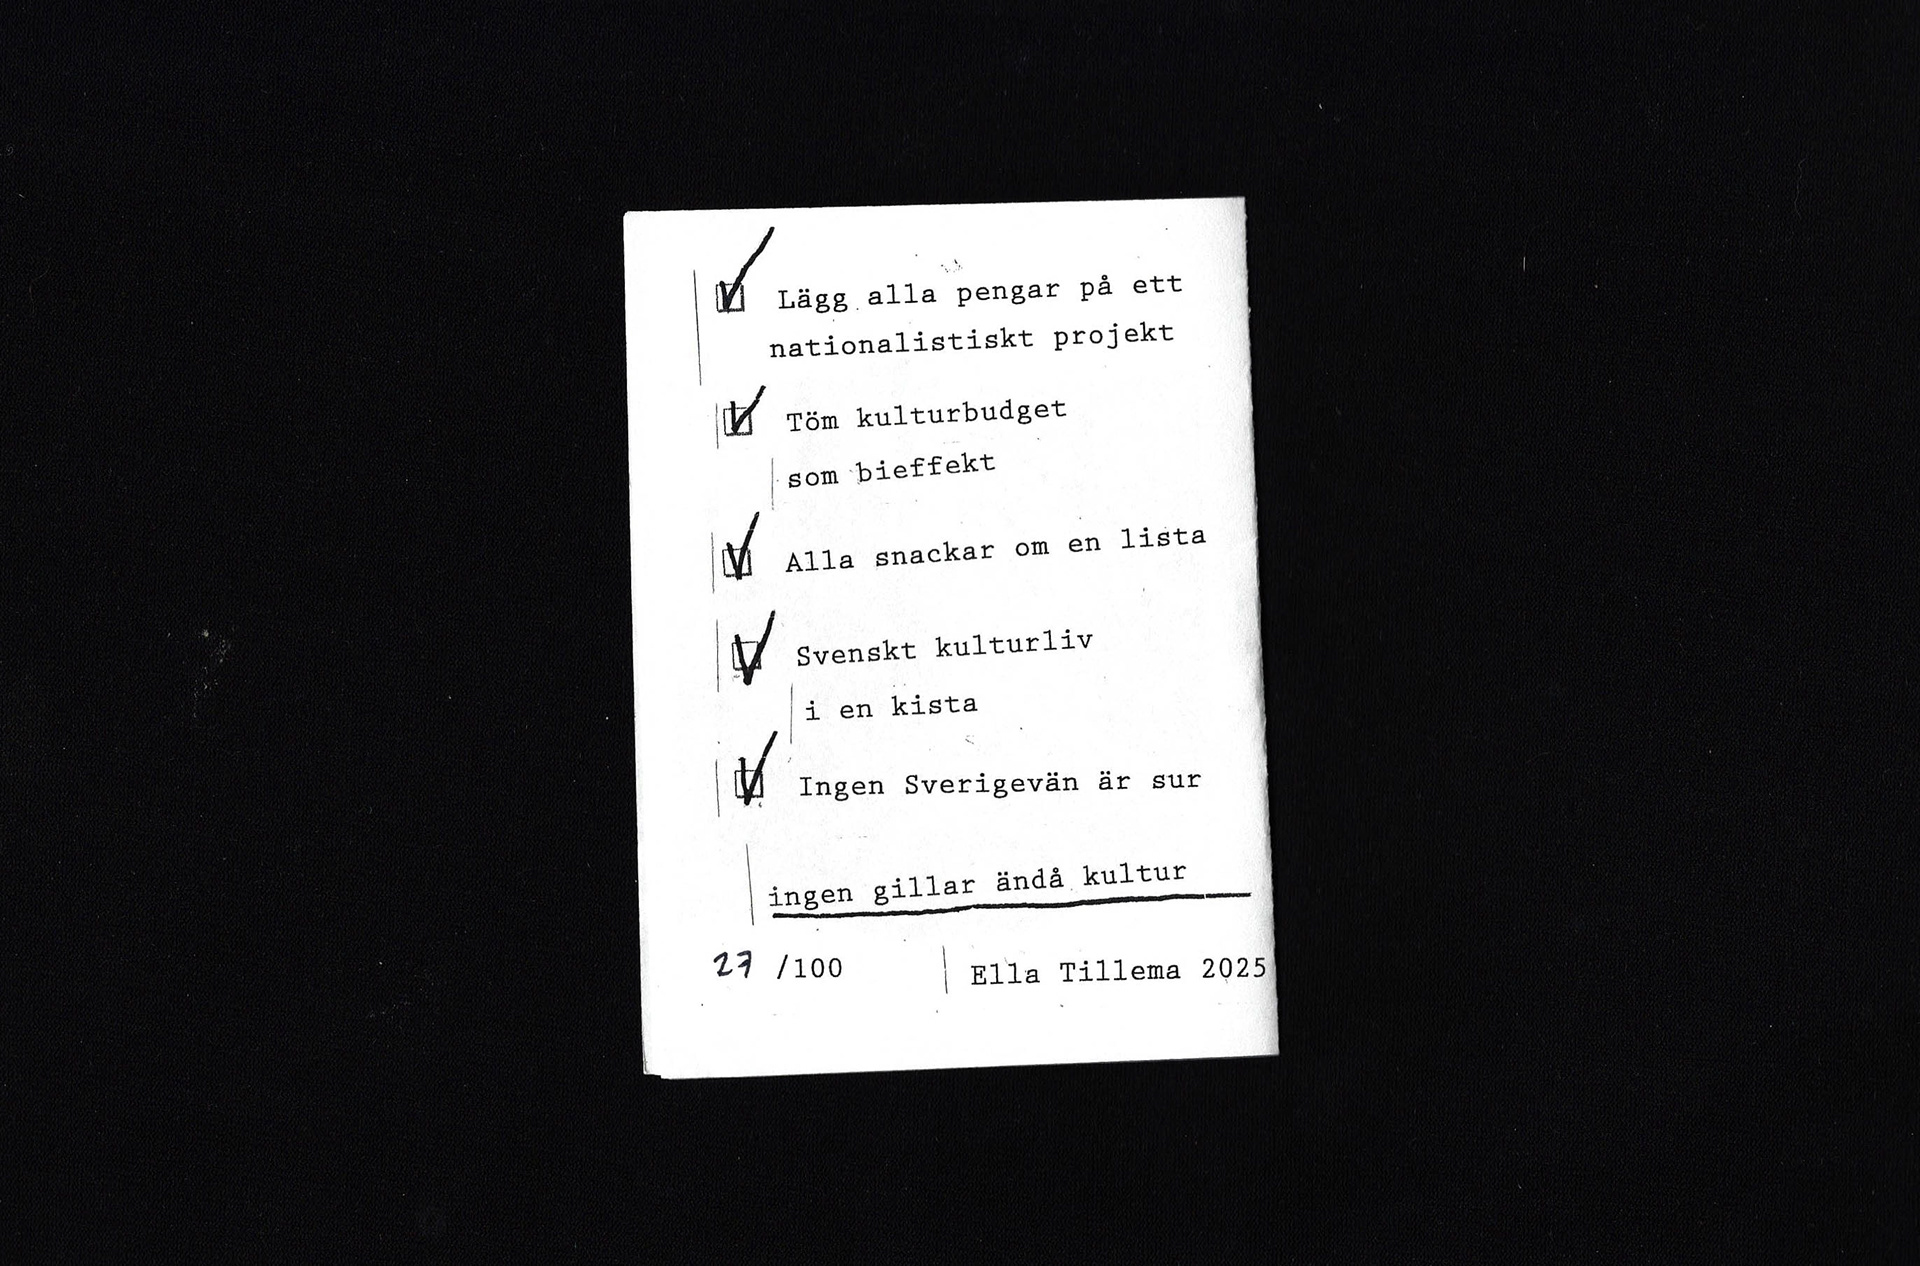 Lägg alla pengar på ett
nationalistiskt projekt
Töm kulturbudget
som bieffekt
Alla snackar om en lista
Svenskt kulturliv
i en kista
Ingen Sverigevän är sur
ingen gillar ändå kultur
27 /100 Ella Tillema 2025